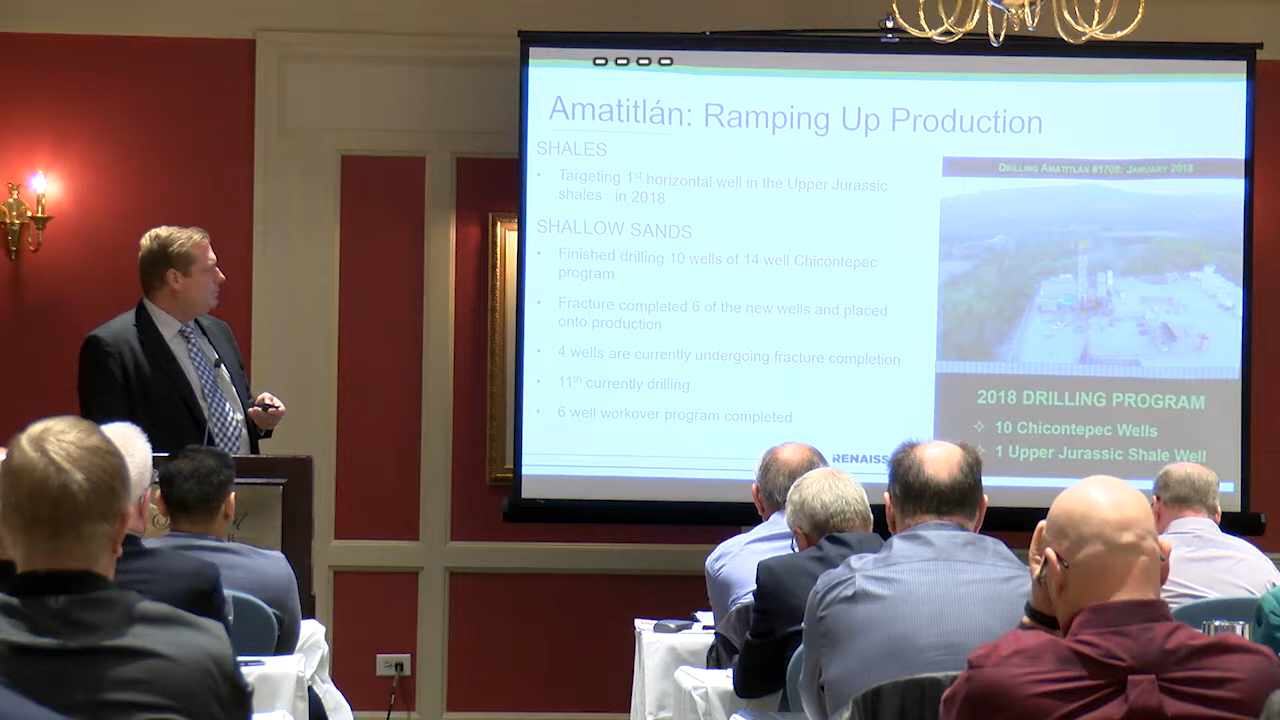 Amatitlán: Ramping Up Production
SHALES
• Targeting 1st horizontal well in the Upper Jurassic
shales in 2018
SHALLOW SANDS
• Finished drilling 10 wells of 14 well Chicontepec
program
• Fracture completed 6 of the new wells and placed
onto production
• 4 wells are currently undergoing fracture completion
• 11th currently drilling
• 6 well workover program completed
DRILLING AMATITLÁN #1708: JANUARY 2018
2018 DRILLING PROGRAM
✧ 10 Chicontepec Wells
✧ 1 Upper Jurassic Shale Well
RENAISS